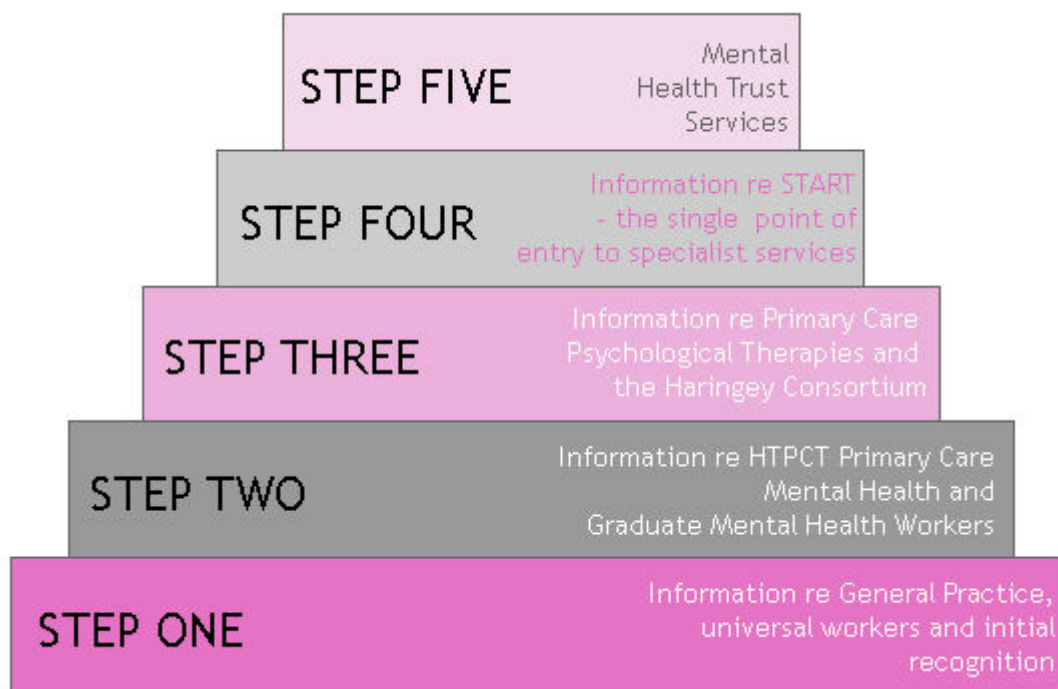 STEP FIVE
Mental
Health Trust
Services
STEP FOUR
Information re START
- the single point of
entry to specialist services
STEP THREE
Information re Primary Care
Psychological Therapies and
the Haringey Consortium
STEP TWO
Information re HTPCT Primary Care
Mental Health and
Graduate Mental Health Workers
STEP ONE
Information re General Practice,
universal workers and initial
recognition